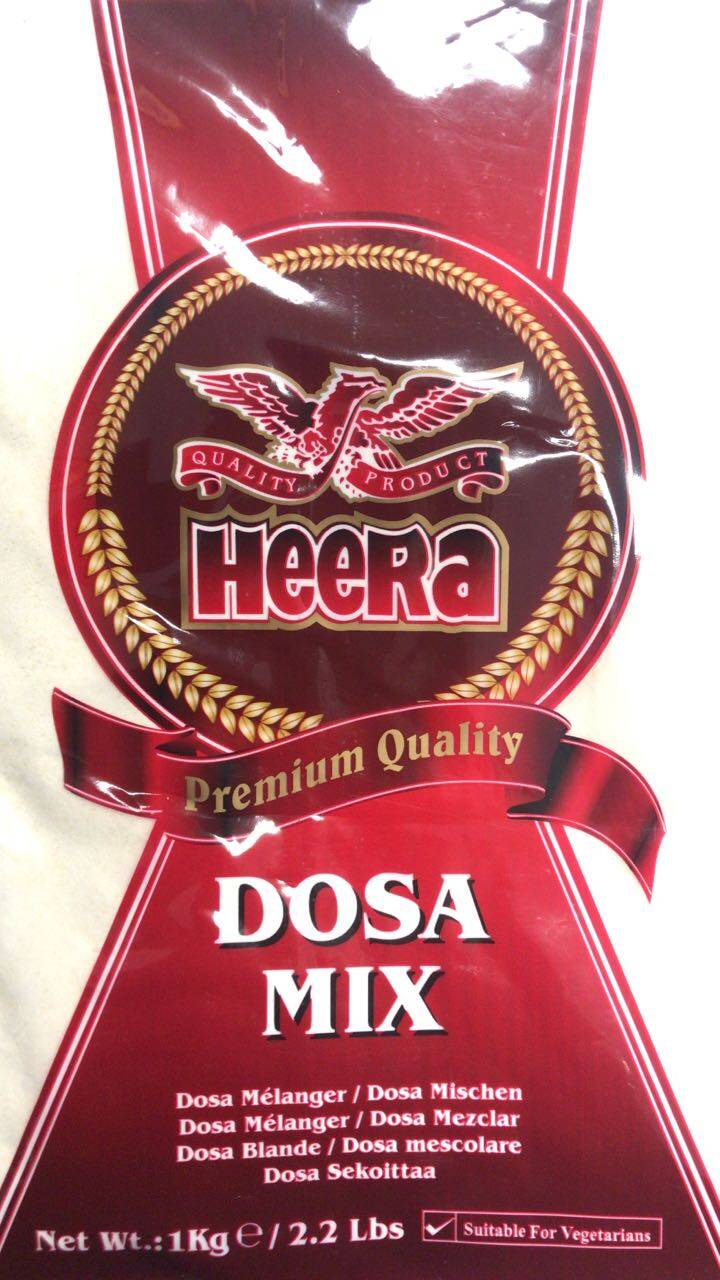 QUALITY PRODUCT
HeeRa
Premium Quality
DOSA
MIX
Dosa Mélanger / Dosa Mischen
Dosa Mélanger / Dosa Mezclar
Dosa Blande / Dosa mescolare
Dosa Sekoittaa
Net Wt.: 1Kg ℮ / 2.2 Lbs
Suitable For Vegetarians